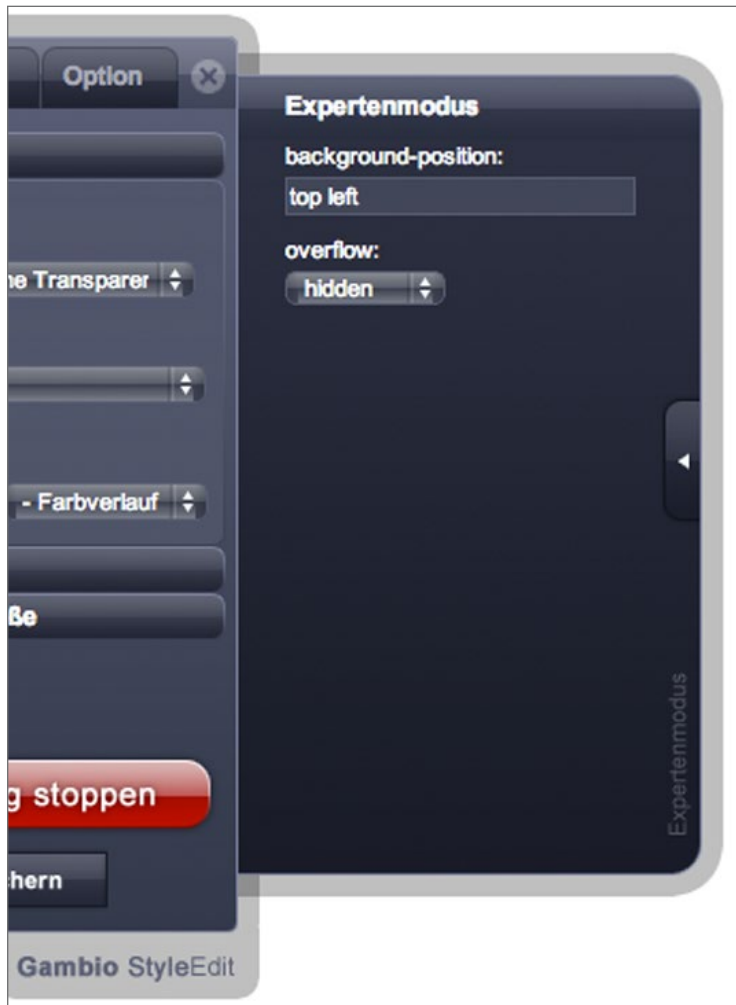 Option
ne Transparer
- Farbverlauf
ße
g stoppen
chern
Gambio StyleEdit
Expertenmodus
background-position:
top left
overflow:
hidden
Expertenmodus